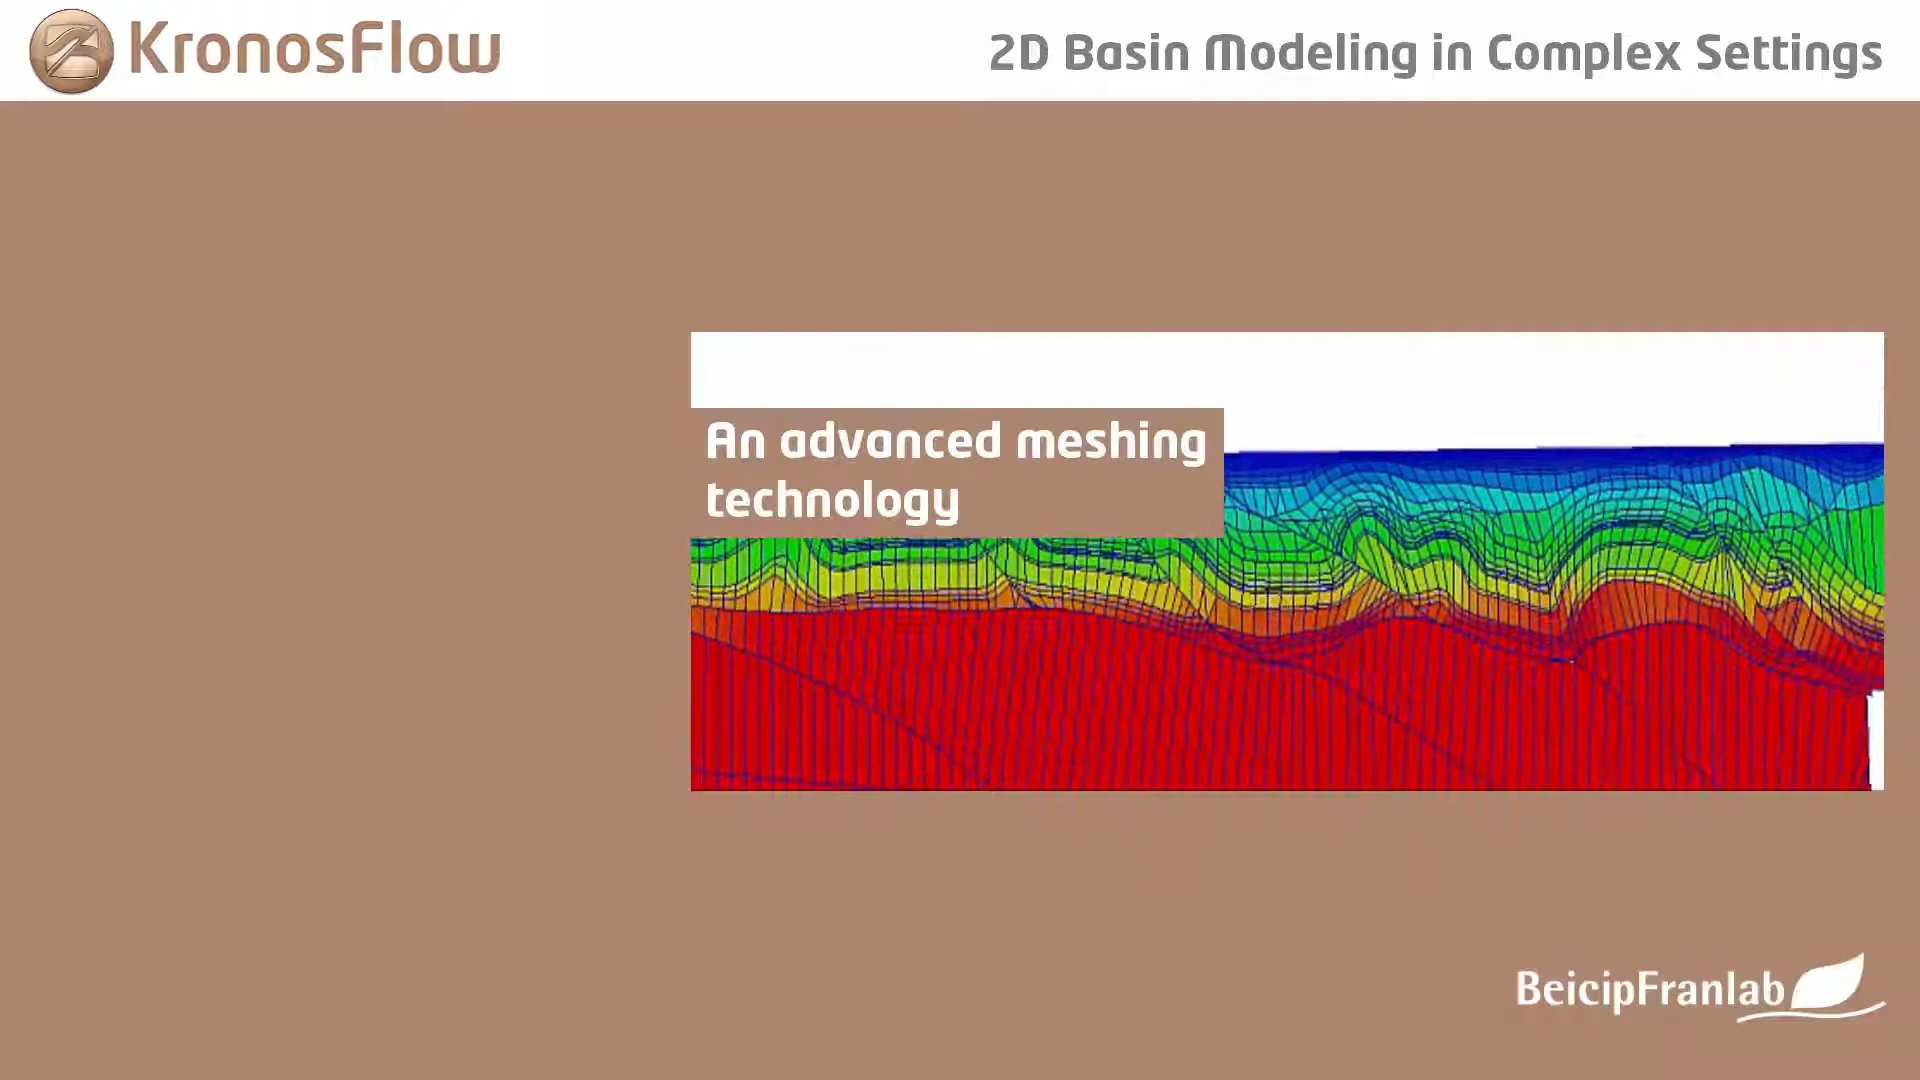 KronosFlow
2D Basin Modeling in Complex Settings
An advanced meshing
technology
BeicipFranlab